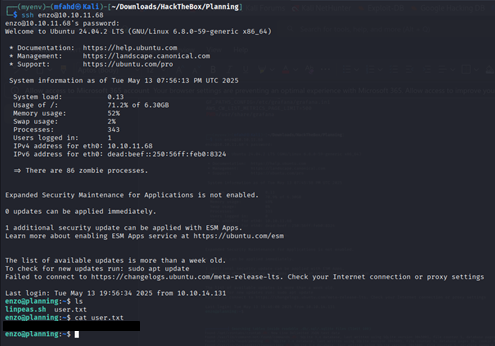 (myenv)(mfahd㉿Kali)-[~/Downloads/HackTheBox/Planning]
$ ssh enzo@10.10.11.68
enzo@10.10.11.68's password:
Welcome to Ubuntu 24.04.2 LTS (GNU/Linux 6.8.0-59-generic x86_64)
* Documentation:  https://help.ubuntu.com
* Management:     https://landscape.canonical.com
* Support:        https://ubuntu.com/pro
System information as of Tue May 13 07:56:13 PM UTC 2025
System load:           0.13
Usage of /:            71.2% of 6.30GB
Memory usage:          52%
Swap usage:            2%
Processes:             343
Users logged in:       1
IPv4 address for eth0: 10.10.11.68
IPv6 address for eth0: dead:beef::250:56ff:feb0:8324
=> There are 86 zombie processes.
Expanded Security Maintenance for Applications is not enabled.
0 updates can be applied immediately.
1 additional security update can be applied with ESM Apps.
Learn more about enabling ESM Apps service at https://ubuntu.com/esm
The list of available updates is more than a week old.
To check for new updates run: sudo apt update
Failed to connect to https://changelogs.ubuntu.com/meta-release-lts. Check your Internet connection or proxy settings
Last login: Tue May 13 19:56:34 2025 from 10.10.14.131
enzo@planning:~$ ls
linpeas.sh  user.txt
enzo@planning:~$ cat user.txt
enzo@planning:~$